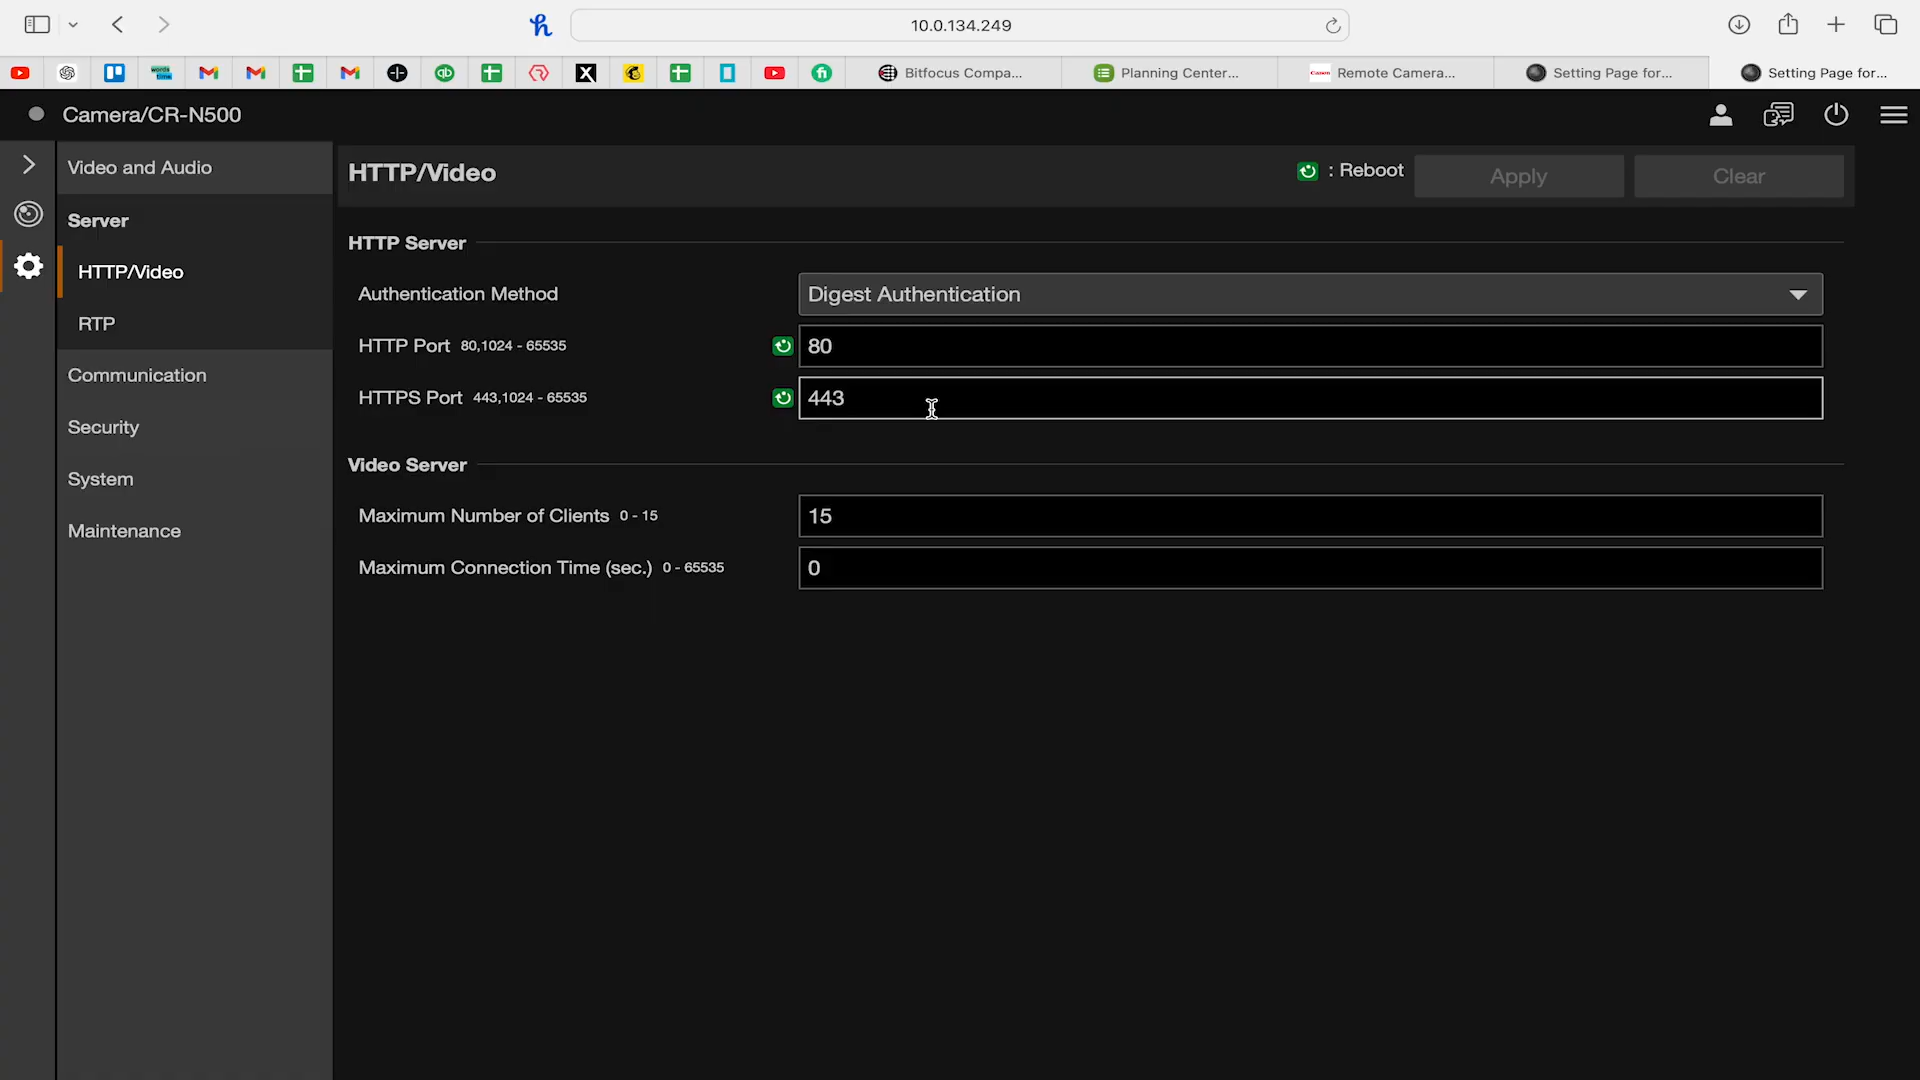 10.0.134.249
Bitfocus Compa...
Planning Center...
Remote Camera...
Setting Page for...
Setting Page for...
Camera/CR-N500
Video and Audio
Server
HTTP/Video
RTP
Communication
Security
System
Maintenance
HTTP/Video
: Reboot
Apply
Clear
HTTP Server
Authentication Method
Digest Authentication
HTTP Port 80,1024 - 65535
80
HTTPS Port 443,1024 - 65535
443
Video Server
Maximum Number of Clients 0 - 15
15
Maximum Connection Time (sec.) 0 - 65535
0